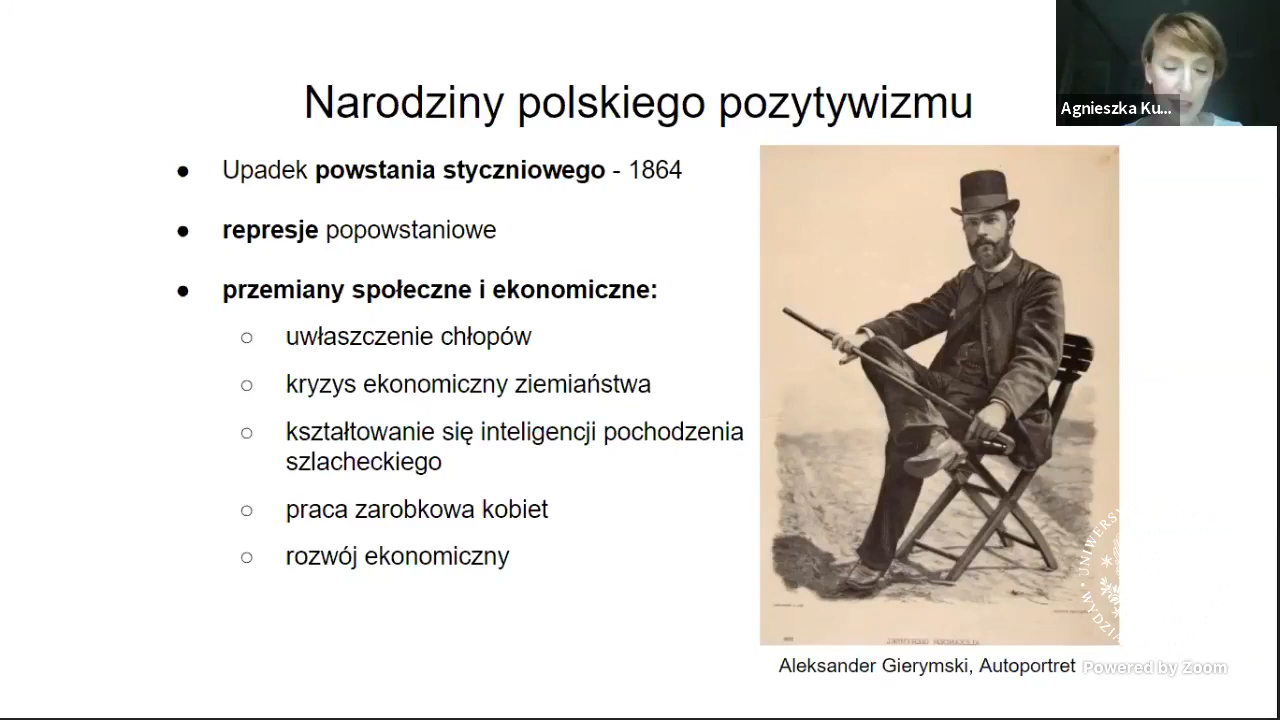 Narodziny polskiego pozytywizmu
Agnieszka Ku...
● Upadek powstania styczniowego - 1864
● represje popowstaniowe
● przemiany społeczne i ekonomiczne:
○ uwłaszczenie chłopów
○ kryzys ekonomiczny ziemiaństwa
○ kształtowanie się inteligencji pochodzenia
szlacheckiego
○ praca zarobkowa kobiet
○ rozwój ekonomiczny
Aleksander Gierymski, Autoportret
Powered by Zoom